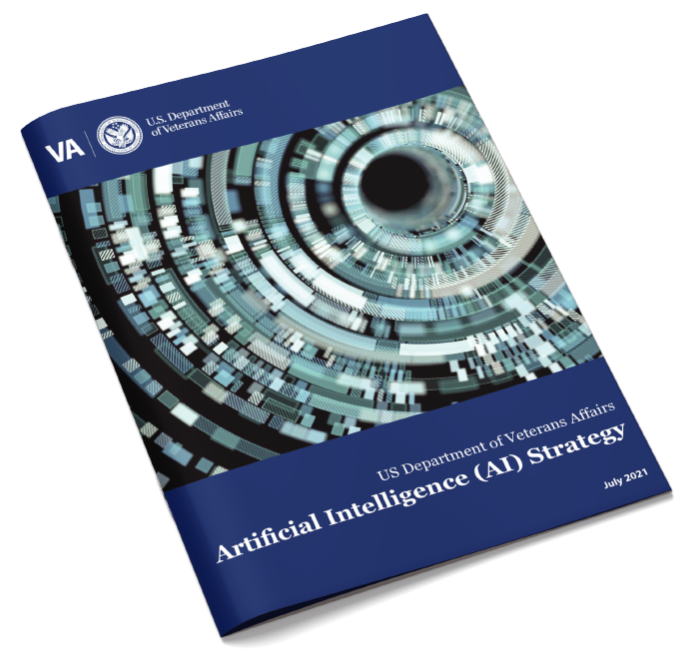 VA
U.S. Department
of Veterans Affairs
US Department of Veterans Affairs
Artificial Intelligence (AI) Strategy
July 2021